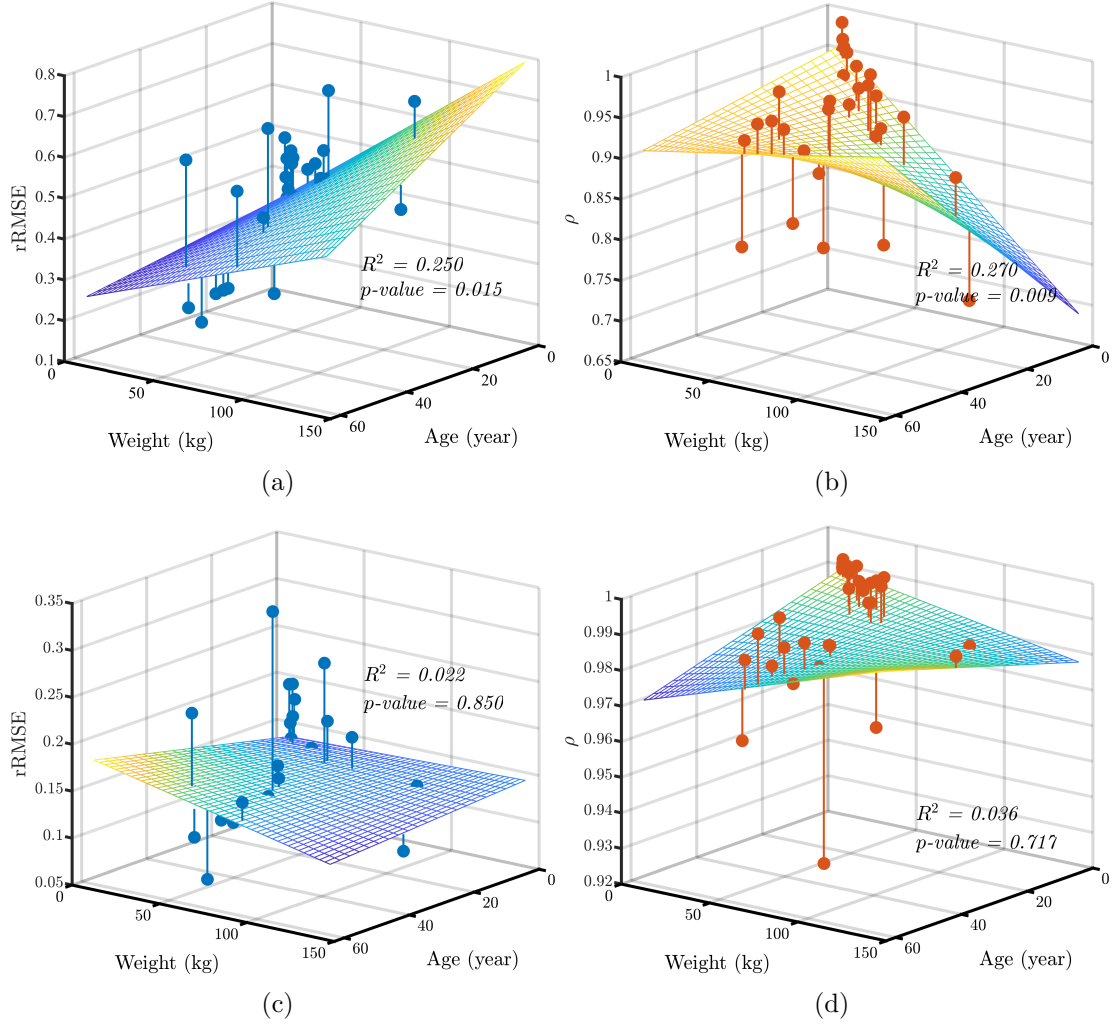 0.8
0.7
0.6
0.5
0.4
0.3
0.2
0.1
rRMSE
0
50
100
150
Weight (kg)
60
40
20
0
Age (year)
R² = 0.250
p-value = 0.015
(a)
1
0.95
0.9
0.85
0.8
0.75
0.7
0.65
ρ
0
50
100
150
Weight (kg)
60
40
20
0
Age (year)
R² = 0.270
p-value = 0.009
(b)
0.35
0.3
0.25
0.2
0.15
0.1
0.05
rRMSE
0
50
100
150
Weight (kg)
60
40
20
0
Age (year)
R² = 0.022
p-value = 0.850
(c)
1
0.99
0.98
0.97
0.96
0.95
0.94
0.93
0.92
ρ
0
50
100
150
Weight (kg)
60
40
20
0
Age (year)
R² = 0.036
p-value = 0.717
(d)